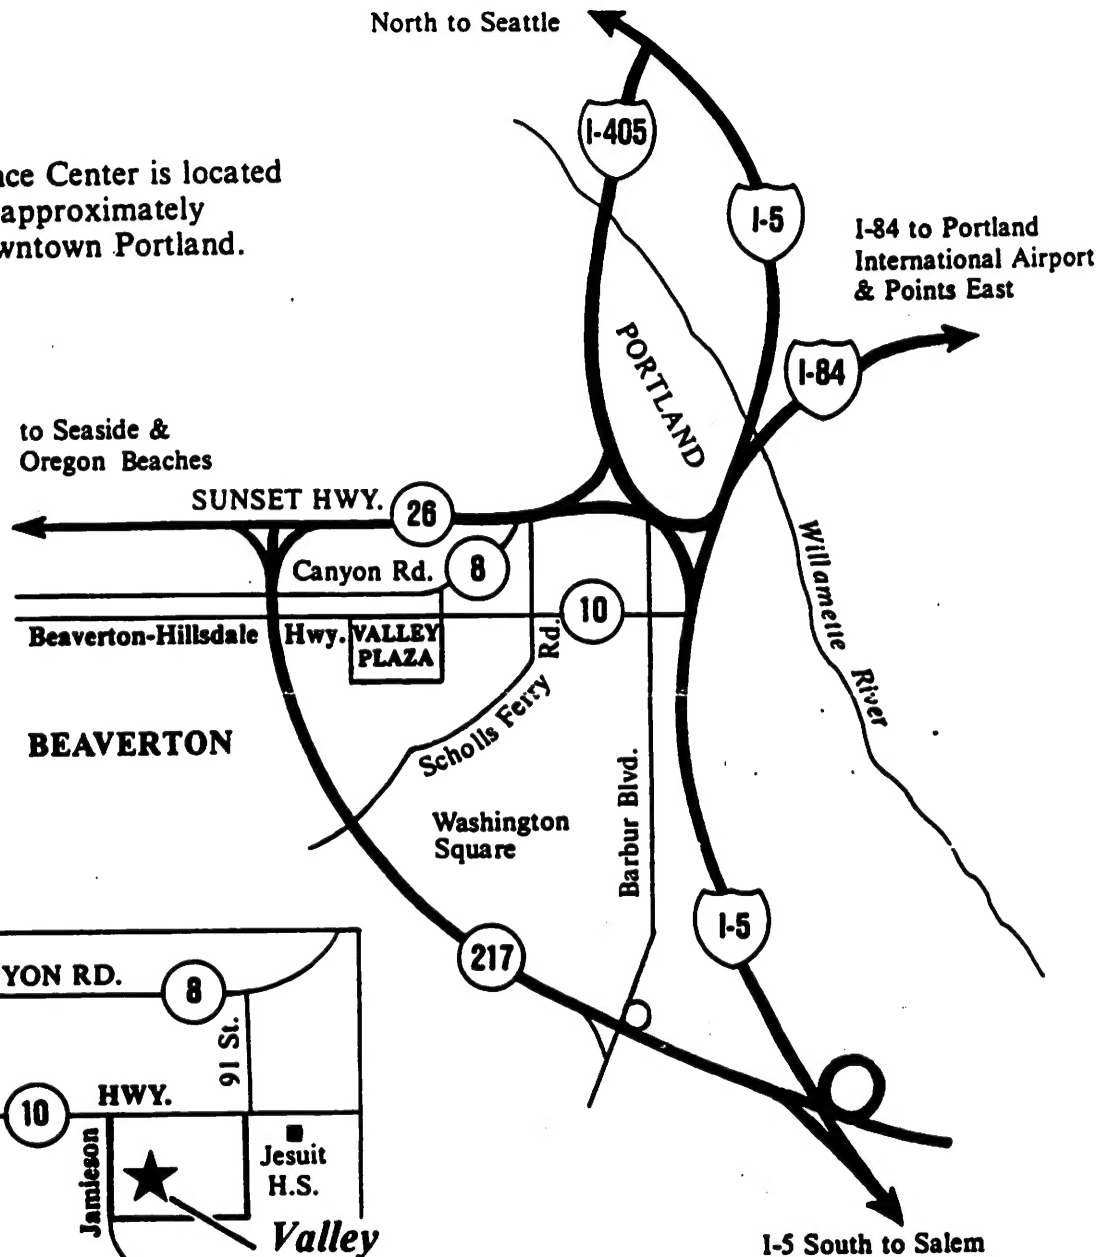 North to Seattle
I-405
Center is located
approximately
Portland.
I-5
I-84 to Portland
International Airport
& Points East
PORTLAND
I-84
to Seaside &
Oregon Beaches
SUNSET HWY.
26
Canyon Rd.
8
10
Beaverton-Hillsdale Hwy.
VALLEY
PLAZA
Scholls Ferry Rd.
Willamette River
BEAVERTON
Washington
Square
Barbur Blvd.
I-5
217
YON RD.
8
91 St.
HWY.
10
Jamieson
Jesuit
H.S.
Valley
I-5 South to Salem